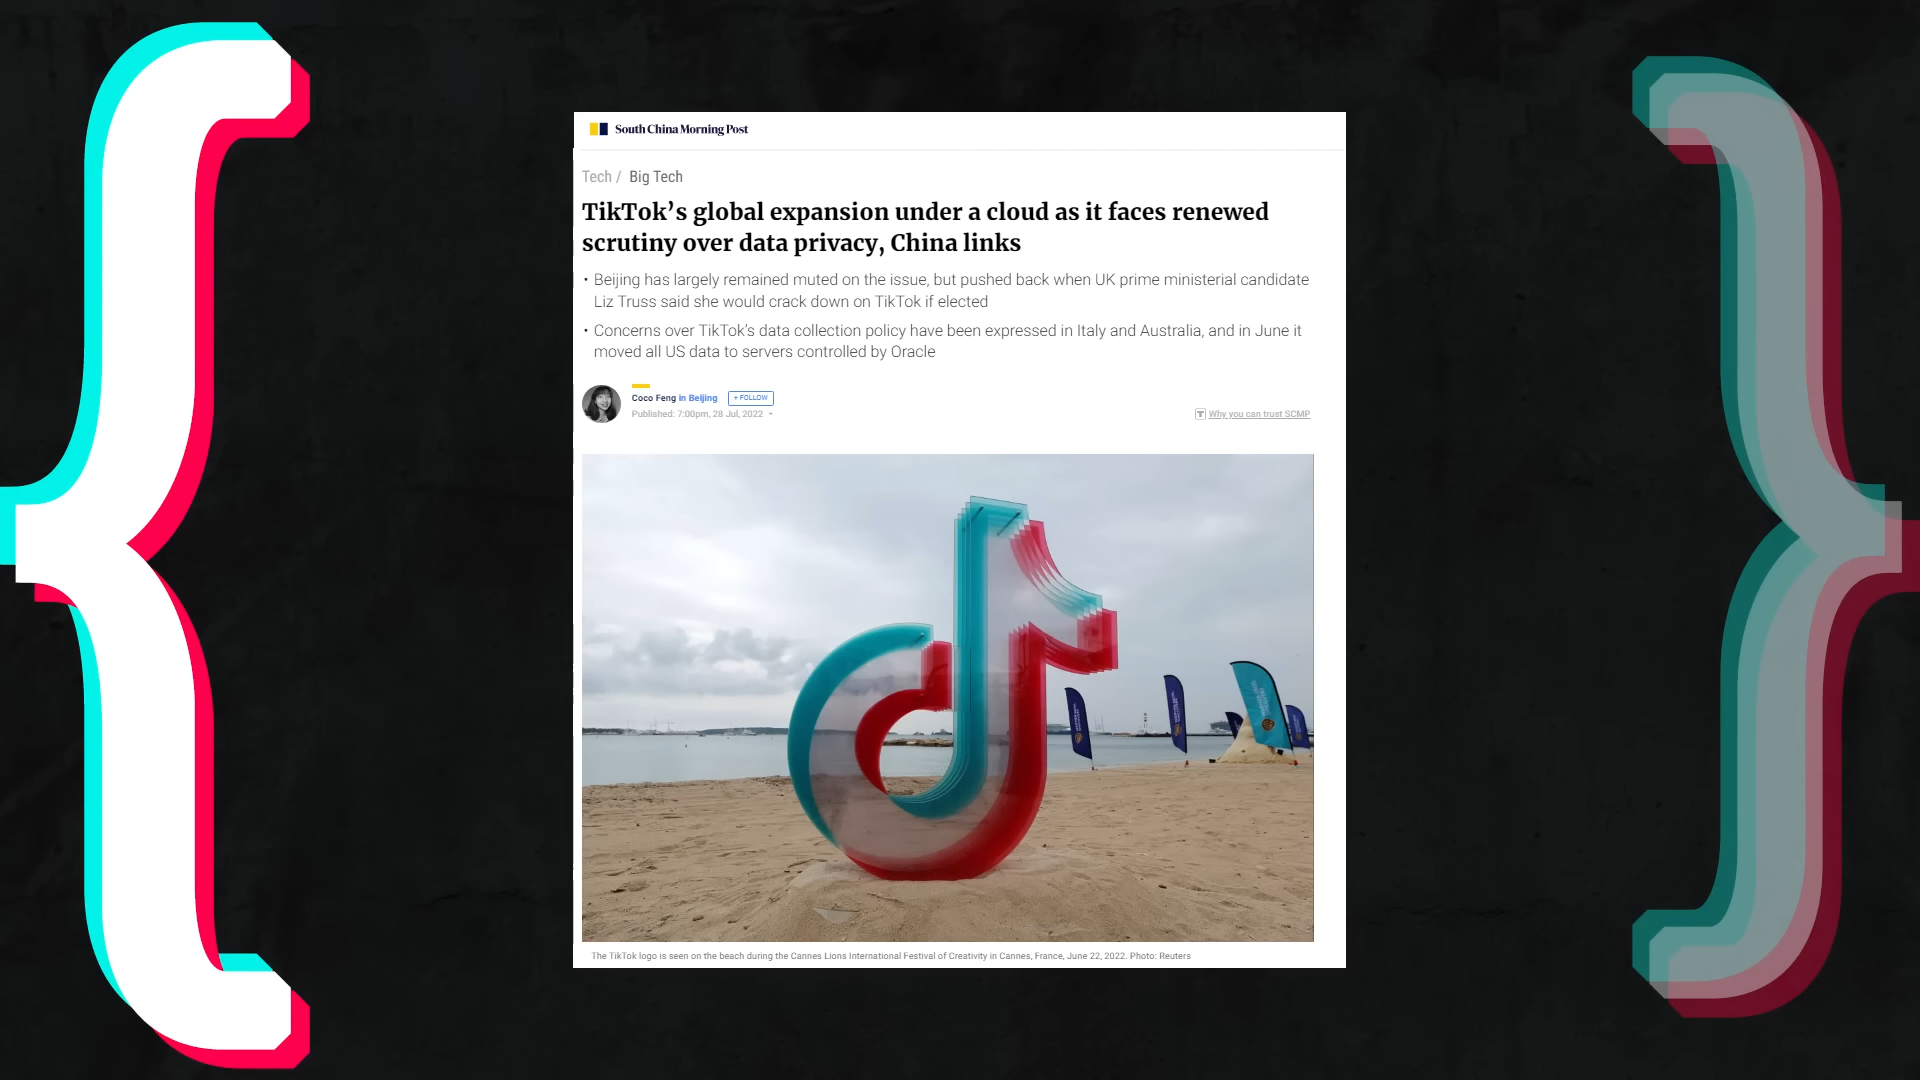 South China Morning Post
Tech / Big Tech
TikTok’s global expansion under a cloud as it faces renewed
scrutiny over data privacy, China links
• Beijing has largely remained muted on the issue, but pushed back when UK prime ministerial candidate
Liz Truss said she would crack down on TikTok if elected
• Concerns over TikTok’s data collection policy have been expressed in Italy and Australia, and in June it
moved all US data to servers controlled by Oracle
Coco Feng in Beijing + FOLLOW
Published: 7:00pm, 28 Jul, 2022
Why you can trust SCMP
The TikTok logo is seen on the beach during the Cannes Lions International Festival of Creativity in Cannes, France, June 22, 2022. Photo: Reuters